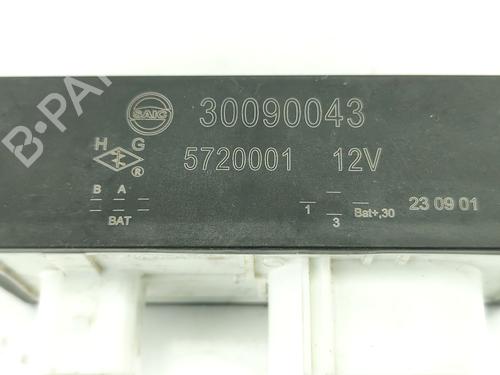 SAIC 30090043
H G
5720001 12V
®
B A
BAT
1 3 Bat+,30
23 09 01
B-PA